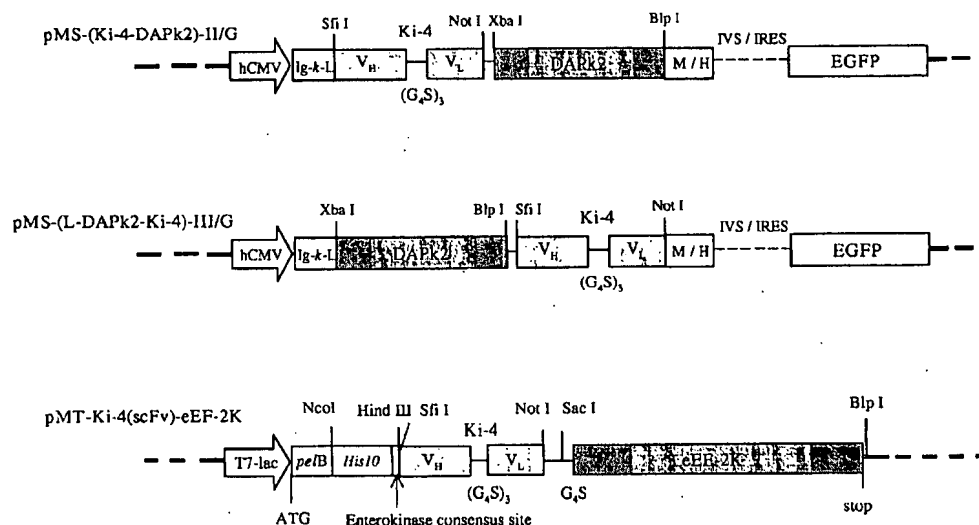 pMS-(Ki-4-DAPk2)-II/G
Sfi I Ki-4 Not I Xba I Blp I IVS / IRES
hCMV Ig-k-L VH VL DAPk2 M / H EGFP
(G4S)3
pMS-(L-DAPk2-Ki-4)-III/G
Xba I Blp I Sfi I Ki-4 Not I IVS / IRES
hCMV Ig-k-L DAPk2 VH VL M / H EGFP
(G4S)3
pMT-Ki-4(scFv)-eEF-2K
NcoI Hind III Sfi I Ki-4 Not I Sac I Blp I
T7-lac pelB His10 VH VL eEF-2k
(G4S)3 G4S stop
ATG Enterokinase consensus site